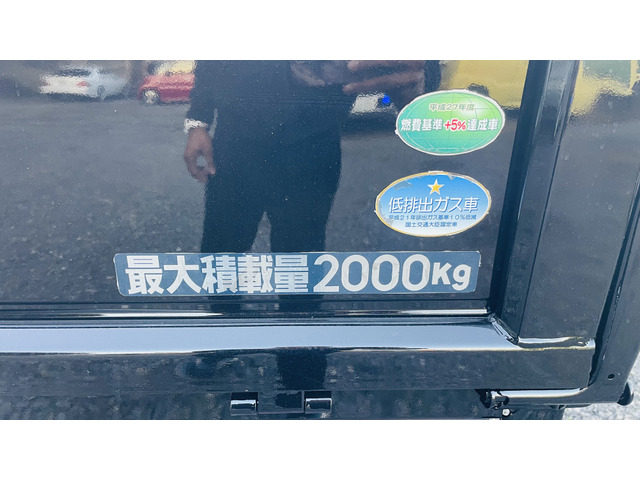 平成27年度
燃費基準+5%達成車
低排出ガス車
平成21年排出ガス基準10%低減
国土交通大臣認定車
最大積載量2000Kg